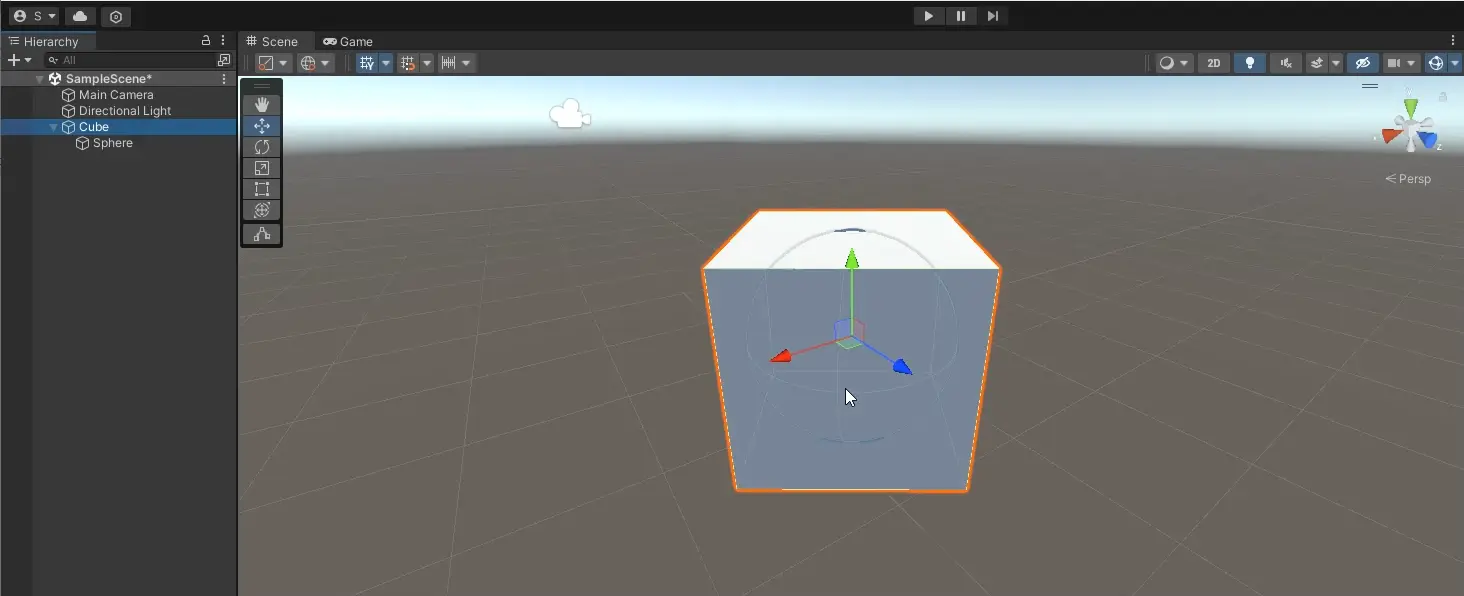 S
Hierarchy
All
SampleScene*
Main Camera
Directional Light
Cube
Sphere
Scene
Game
2D
z
Persp